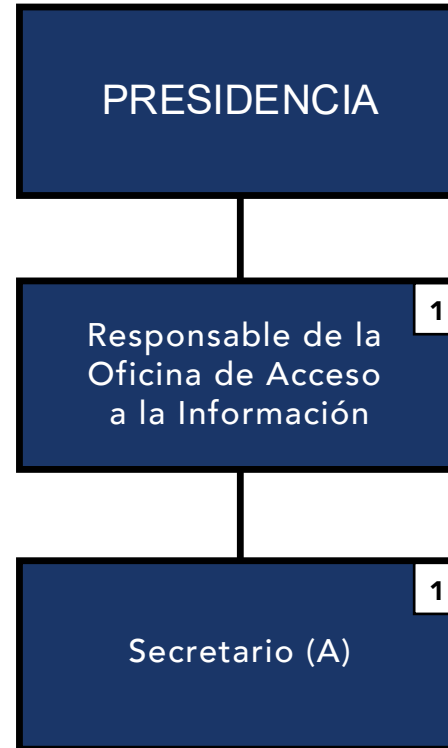 PRESIDENCIA
1
Responsable de la
Oficina de Acceso
a la Información
1
Secretario (A)